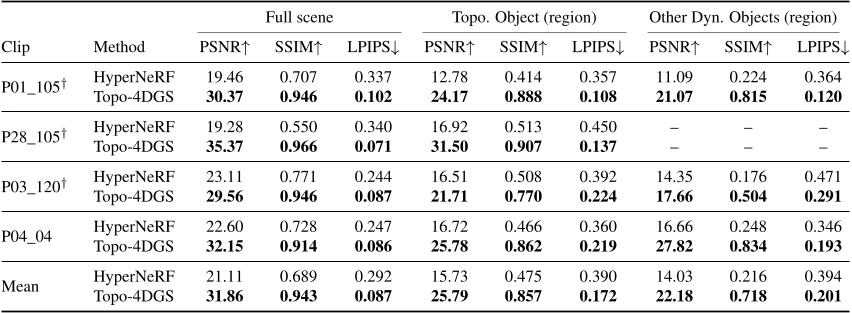 Full scene Topo. Object (region) Other Dyn. Objects (region)
Clip Method PSNR↑ SSIM↑ LPIPS↓ PSNR↑ SSIM↑ LPIPS↓ PSNR↑ SSIM↑ LPIPS↓
P01_105† HyperNeRF 19.46 0.707 0.337 12.78 0.414 0.357 11.09 0.224 0.364
Topo-4DGS 30.37 0.946 0.102 24.17 0.888 0.108 21.07 0.815 0.120
P28_105† HyperNeRF 19.28 0.550 0.340 16.92 0.513 0.450 – – –
Topo-4DGS 35.37 0.966 0.071 31.50 0.907 0.137 – – –
P03_120† HyperNeRF 23.11 0.771 0.244 16.51 0.508 0.392 14.35 0.176 0.471
Topo-4DGS 29.56 0.946 0.087 21.71 0.770 0.224 17.66 0.504 0.291
P04_04 HyperNeRF 22.60 0.728 0.247 16.72 0.466 0.360 16.66 0.248 0.346
Topo-4DGS 32.15 0.914 0.086 25.78 0.862 0.219 27.82 0.834 0.193
Mean HyperNeRF 21.11 0.689 0.292 15.73 0.475 0.390 14.03 0.216 0.394
Topo-4DGS 31.86 0.943 0.087 25.79 0.857 0.172 22.18 0.718 0.201